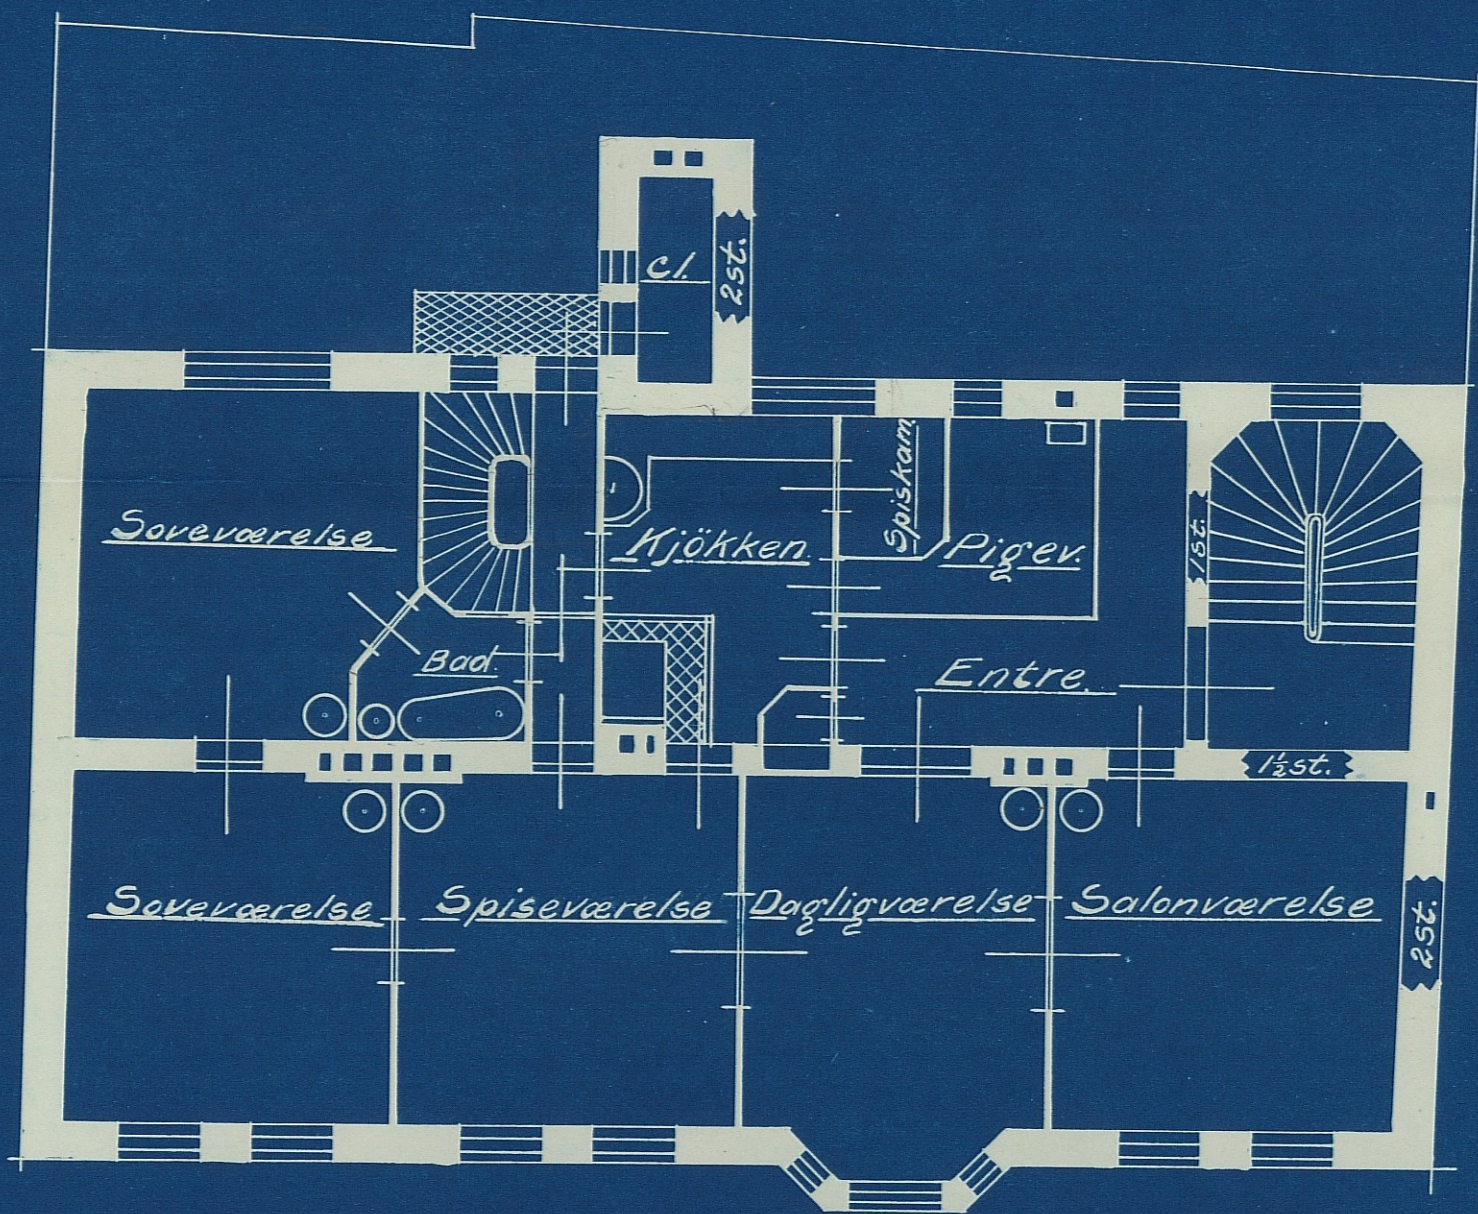 cl.
2st.
Soveværelse
Kjökken
Spiskam.
Pigev.
1st.
Bad.
Entre.
1½st.
Soveværelse
Spiseværelse
Dagligværelse
Salonværelse
2st.